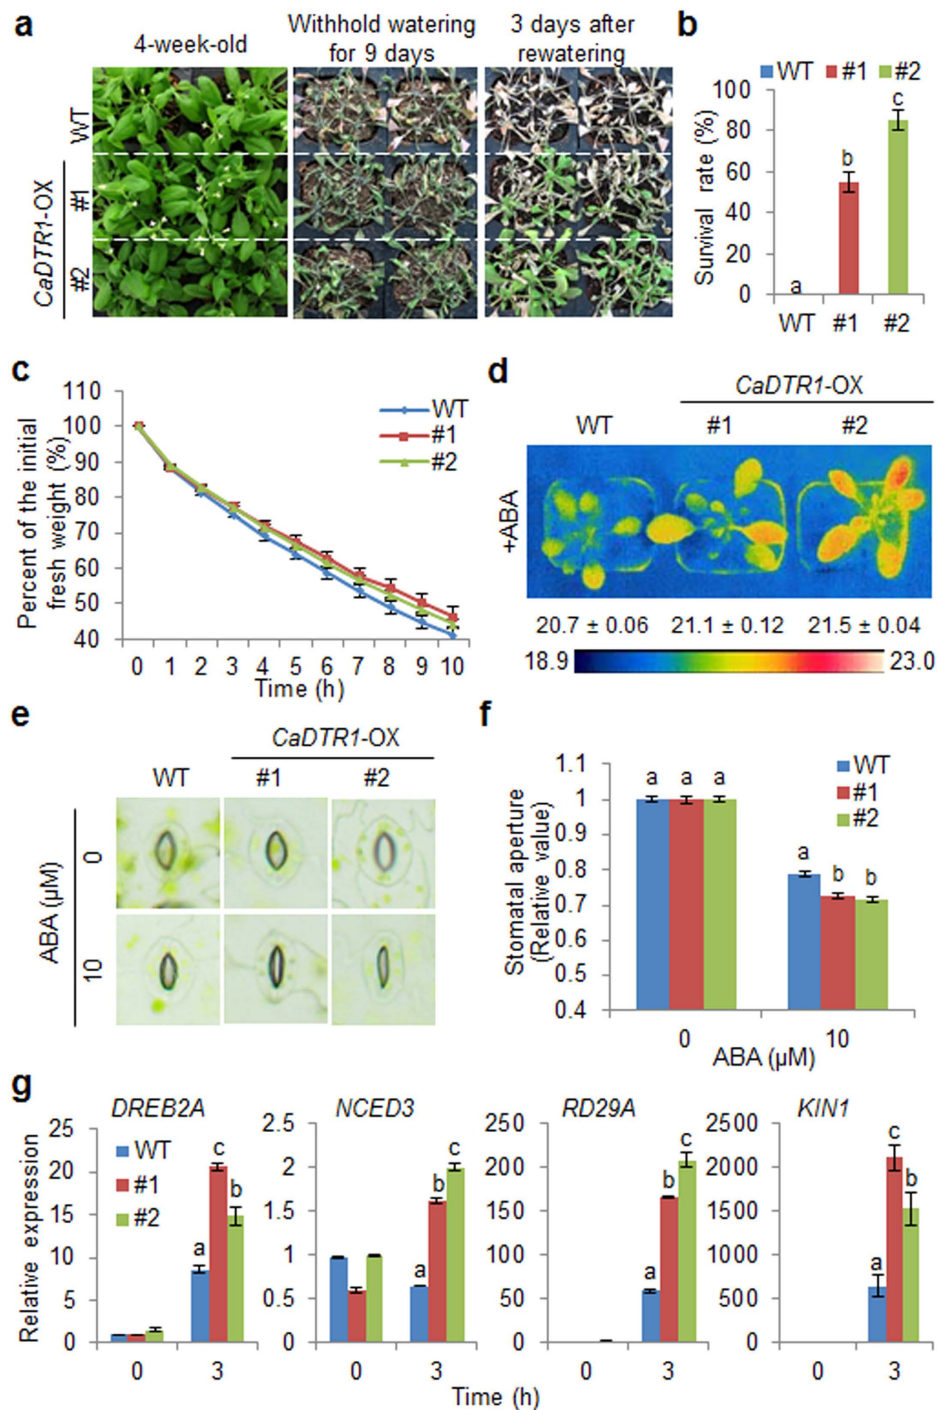 a
4-week-old
Withhold watering
for 9 days
3 days after
rewatering
WT
CaDTR1-OX
#1
#2
b
WT #1 #2
Survival rate (%)
100
80
60
40
20
0
a
b
c
WT #1 #2
c
Percent of the initial
fresh weight (%)
110
100
90
80
70
60
50
40
WT
#1
#2
0 1 2 3 4 5 6 7 8 9 10
Time (h)
d
CaDTR1-OX
WT #1 #2
+ABA
20.7 ± 0.06 21.1 ± 0.12 21.5 ± 0.04
18.9 23.0
e
CaDTR1-OX
WT #1 #2
ABA (µM)
0
10
f
Stomatal aperture
(Relative value)
1.1
1
0.9
0.8
0.7
0.6
0.5
0.4
WT
#1
#2
a a a
a b b
0 10
ABA (µM)
g
Relative expression
DREB2A
25
20
15
10
5
0
WT
#1
#2
a c b
0 3
NCED3
2.5
2
1.5
1
0.5
0
a b c
0 3
RD29A
250
200
150
100
50
0
a b c
0 3
KIN1
3000
2500
2000
1500
1000
500
0
a c b
0 3
Time (h)